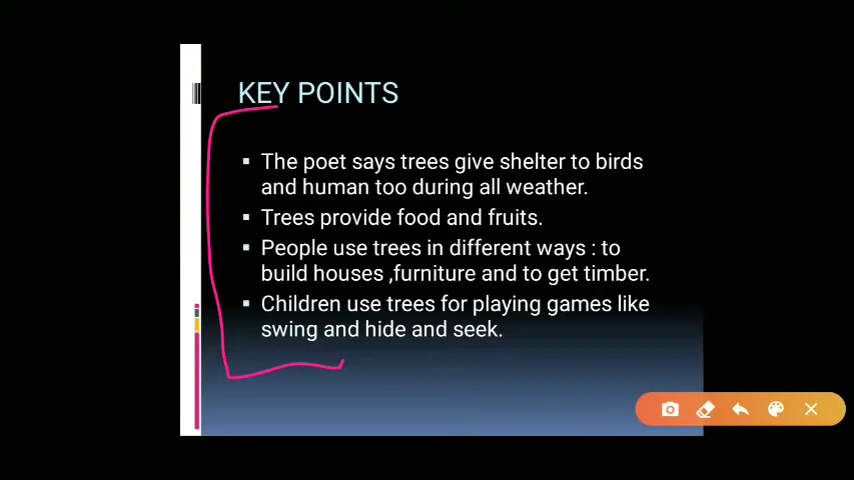 KEY POINTS
▪ The poet says trees give shelter to birds
and human too during all weather.
▪ Trees provide food and fruits.
▪ People use trees in different ways : to
build houses ,furniture and to get timber.
▪ Children use trees for playing games like
swing and hide and seek.